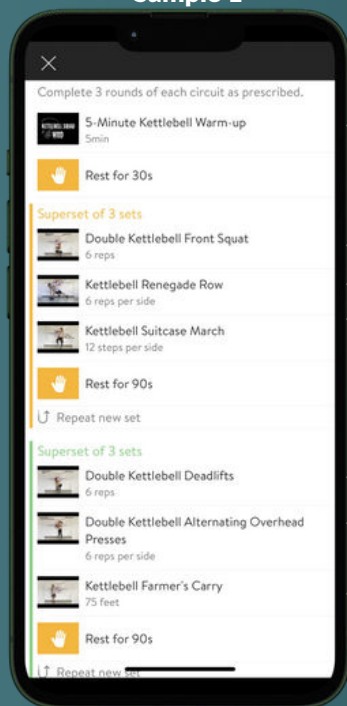 Complete 3 rounds of each circuit as prescribed.
KETTLEBELL SQUAD
WOD
5-Minute Kettlebell Warm-up
5min
Rest for 30s
Superset of 3 sets
Double Kettlebell Front Squat
6 reps
Kettlebell Renegade Row
6 reps per side
Kettlebell Suitcase March
12 steps per side
Rest for 90s
Repeat new set
Superset of 3 sets
Double Kettlebell Deadlifts
6 reps
Double Kettlebell Alternating Overhead
Presses
6 reps per side
Kettlebell Farmer's Carry
75 feet
Rest for 90s
Repeat new set